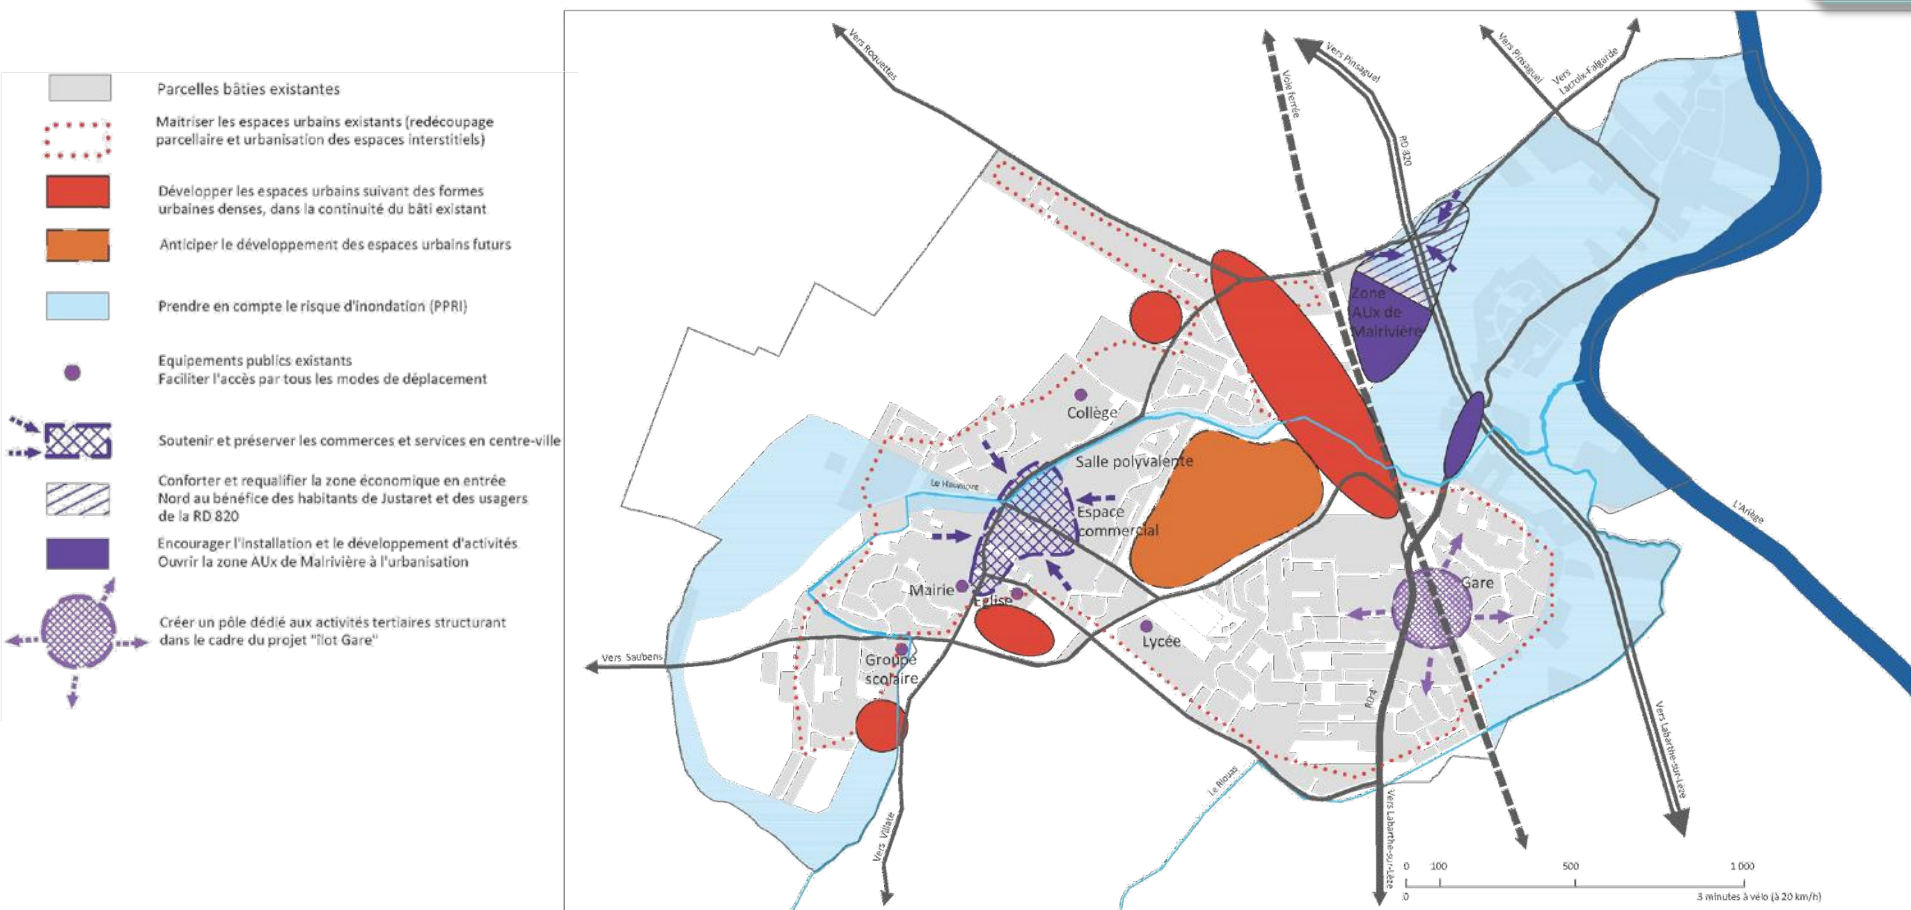 Parcelles bâties existantes
Maitriser les espaces urbains existants (redécoupage
parcellaire et urbanisation des espaces interstitiels)
Développer les espaces urbains suivant des formes
urbaines denses, dans la continuité du bâti existant
Anticiper le développement des espaces urbains futurs
Prendre en compte le risque d'inondation (PPRI)
Equipements publics existants
Faciliter l'accès par tous les modes de déplacement
Soutenir et préserver les commerces et services en centre-ville
Conforter et requalifier la zone économique en entrée
Nord au bénéfice des habitants de Justaret et des usagers
de la RD 820
Encourager l'installation et le développement d'activités
Ouvrir la zone AUx de Malrivière à l'urbanisation
Créer un pôle dédié aux activités tertiaires structurant
dans le cadre du projet "îlot Gare"
Vers Roquettes
Voie ferrée
Vers Pinsaguel
RD 820
Vers Pinsaguel
Vers
Lacroix-Falgarde
Zone
AUx de
Malrivière
Collège
Salle polyvalente
Le Haumont
Espace
commercial
Mairie
Eglise
Lycée
Gare
Groupe
scolaire
Vers Saubens
Vers Villate
Le Riouas
RD 4
Vers Labarthe-sur-Lèze
Vers Labarthe-sur-Lèze
L'Ariège
0 100 500 1 000
0
3 minutes à vélo (à 20 km/h)